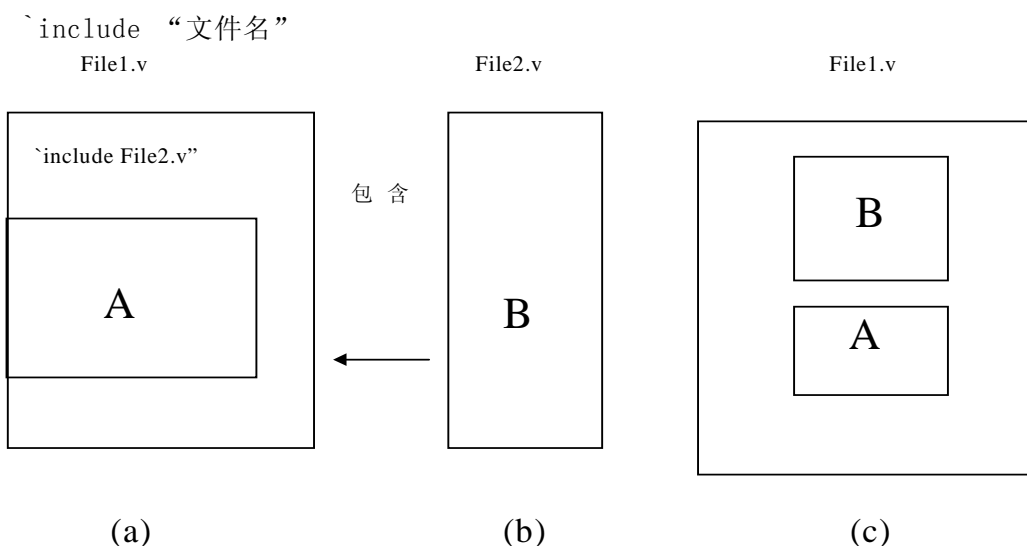 `include “文件名”
File1.v File2.v File1.v
`include File2.v”
包 含
B
A
B
A
(a) (b) (c)